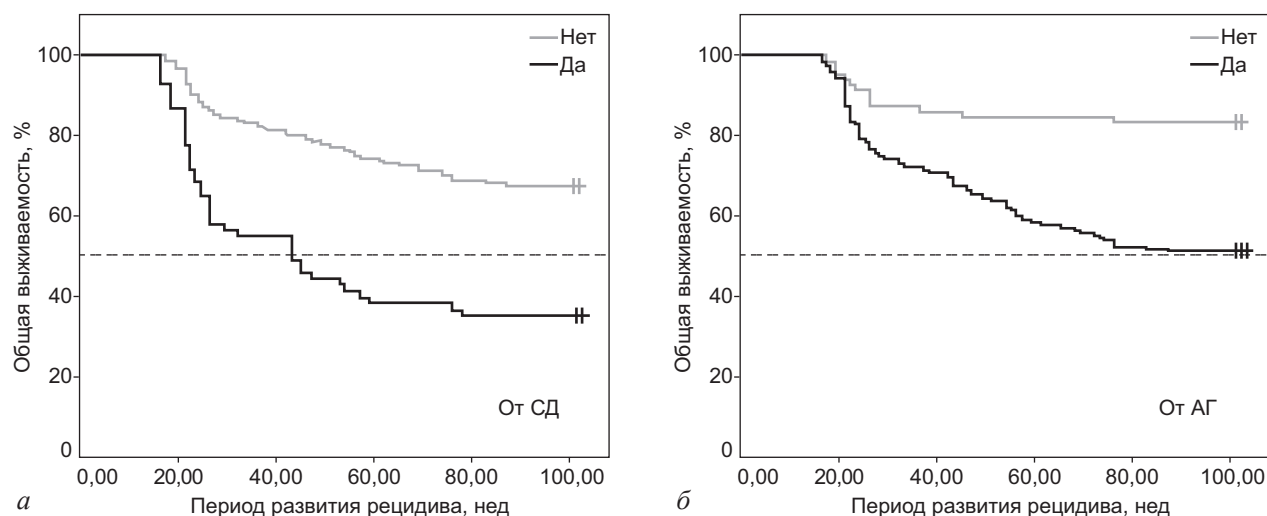 Нет
Да
100
80
60
40
20
0
Общая выживаемость, %
От СД
0,00 20,00 40,00 60,00 80,00 100,00
Период развития рецидива, нед
а
Нет
Да
100
80
60
40
20
0
Общая выживаемость, %
От АГ
0,00 20,00 40,00 60,00 80,00 100,00
Период развития рецидива, нед
б